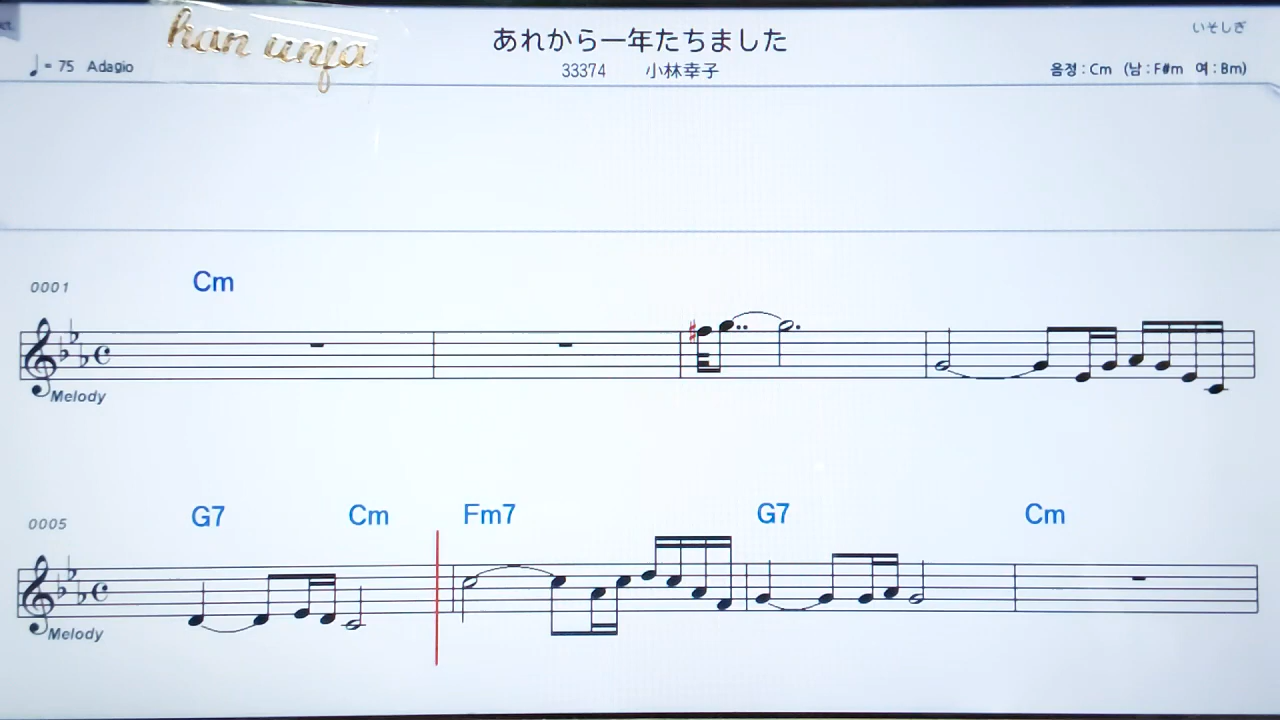 han unja
あれから一年たちました
いそしぎ
♩= 75 Adagio
33374 小林幸子
음정 : Cm (남 : F#m 여 : Bm)
0001
Cm
Melody
0005
G7 Cm Fm7 G7 Cm
Melody